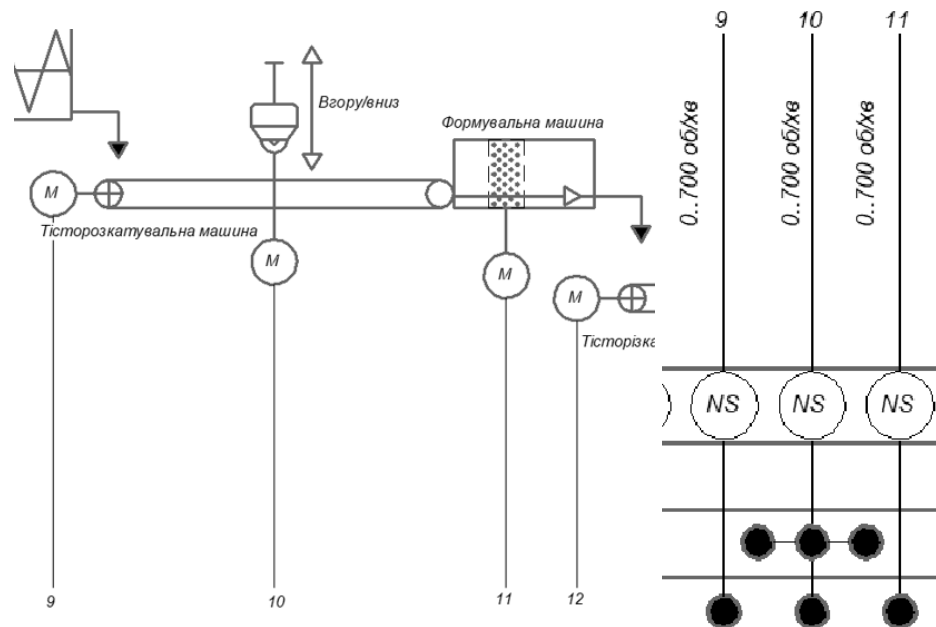 9
10
11
0..700 об/хв
0..700 об/хв
0..700 об/хв
Вгору/вниз
Формувальна машина
M
Тісторозкатувальна машина
M
M
M
Тісторізка
NS
NS
NS
9
10
11
12